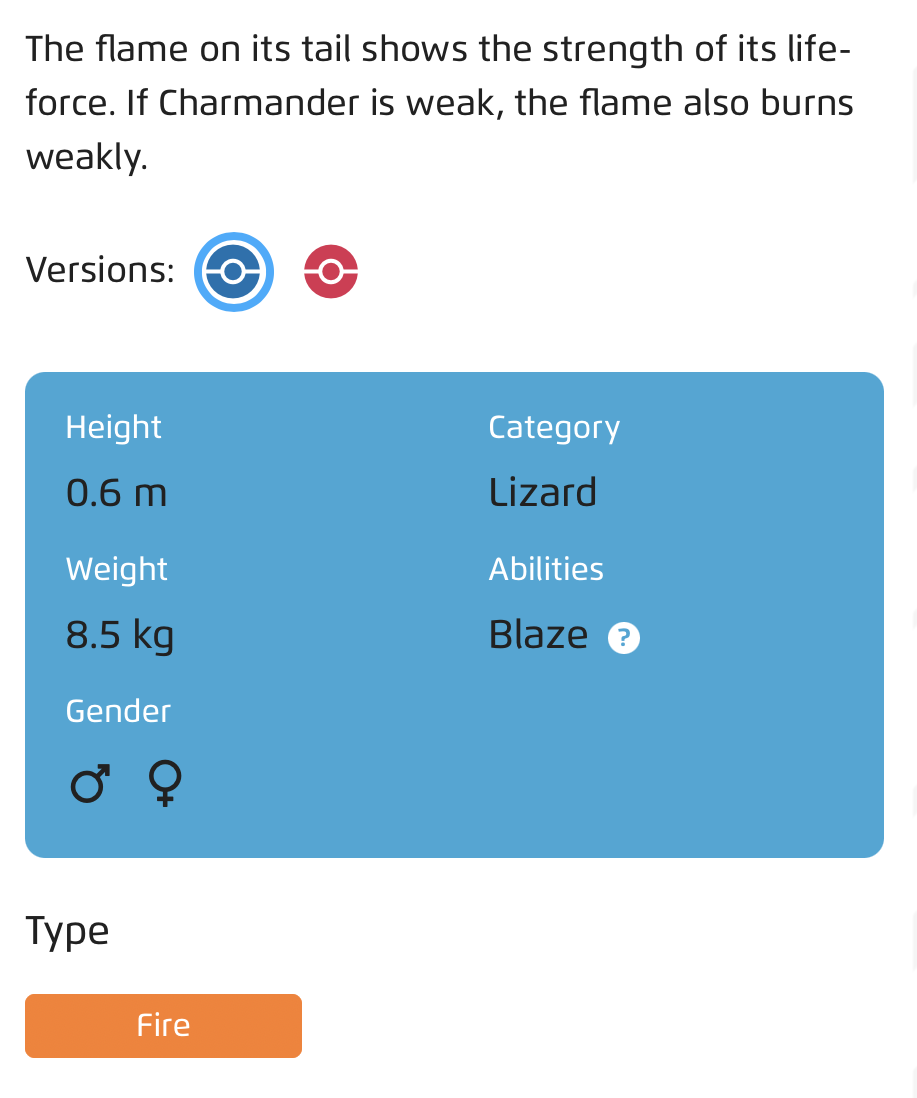 The flame on its tail shows the strength of its life-
force. If Charmander is weak, the flame also burns
weakly.
Versions:
Height
0.6 m
Category
Lizard
Weight
8.5 kg
Abilities
Blaze ?
Gender
♂ ♀
Type
Fire